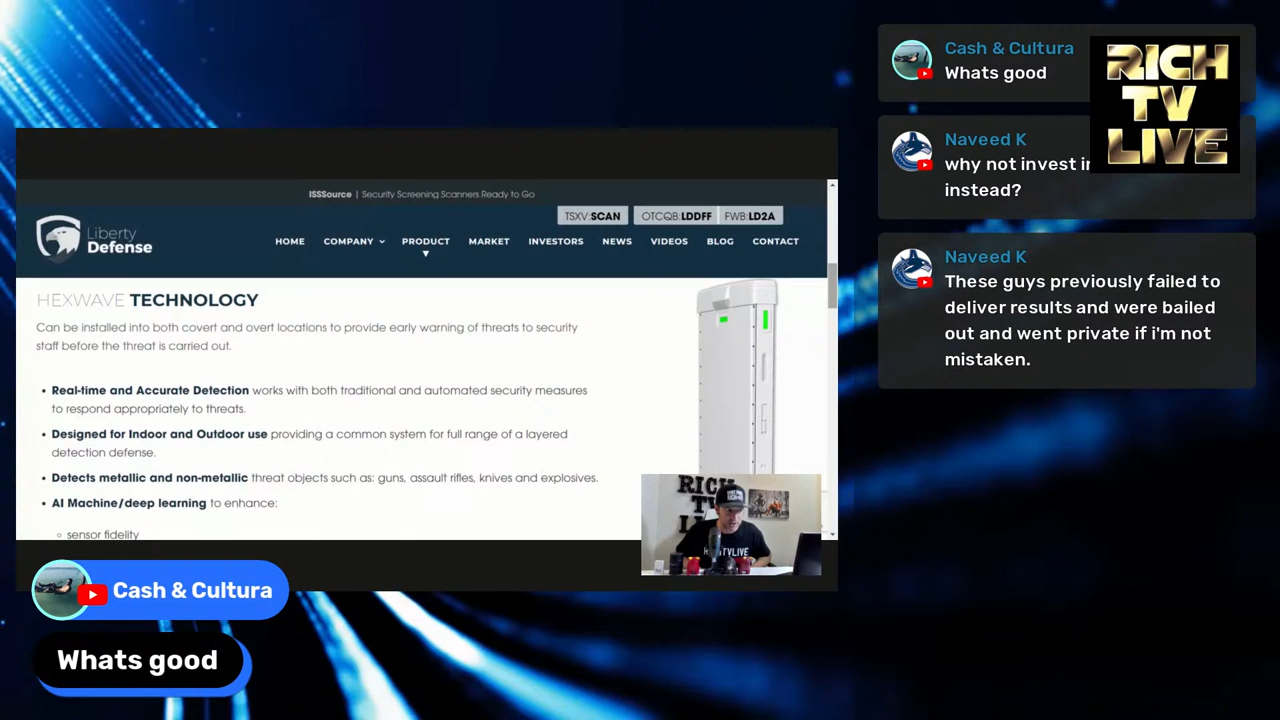 ISSSource | Security Screening Scanners Ready to Go
TSXV:SCAN OTCQB:LDDFF FWB:LD2A
Liberty
Defense
HOME COMPANY PRODUCT MARKET INVESTORS NEWS VIDEOS BLOG CONTACT
HEXWAVE TECHNOLOGY
Can be installed into both covert and overt locations to provide early warning of threats to security
staff before the threat is carried out.
• Real-time and Accurate Detection works with both traditional and automated security measures
to respond appropriately to threats.
• Designed for Indoor and Outdoor use providing a common system for full range of a layered
detection defense.
• Detects metallic and non-metallic threat objects such as: guns, assault rifles, knives and explosives.
• AI Machine/deep learning to enhance:
sensor fidelity
RICH
TV
RICHTVLIVE
Cash & Cultura
Whats good
Cash & Cultura
Whats good
Naveed K
why not invest
instead?
Naveed K
These guys previously failed to
deliver results and were bailed
out and went private if i'm not
mistaken.
RICH
TV
LIVE